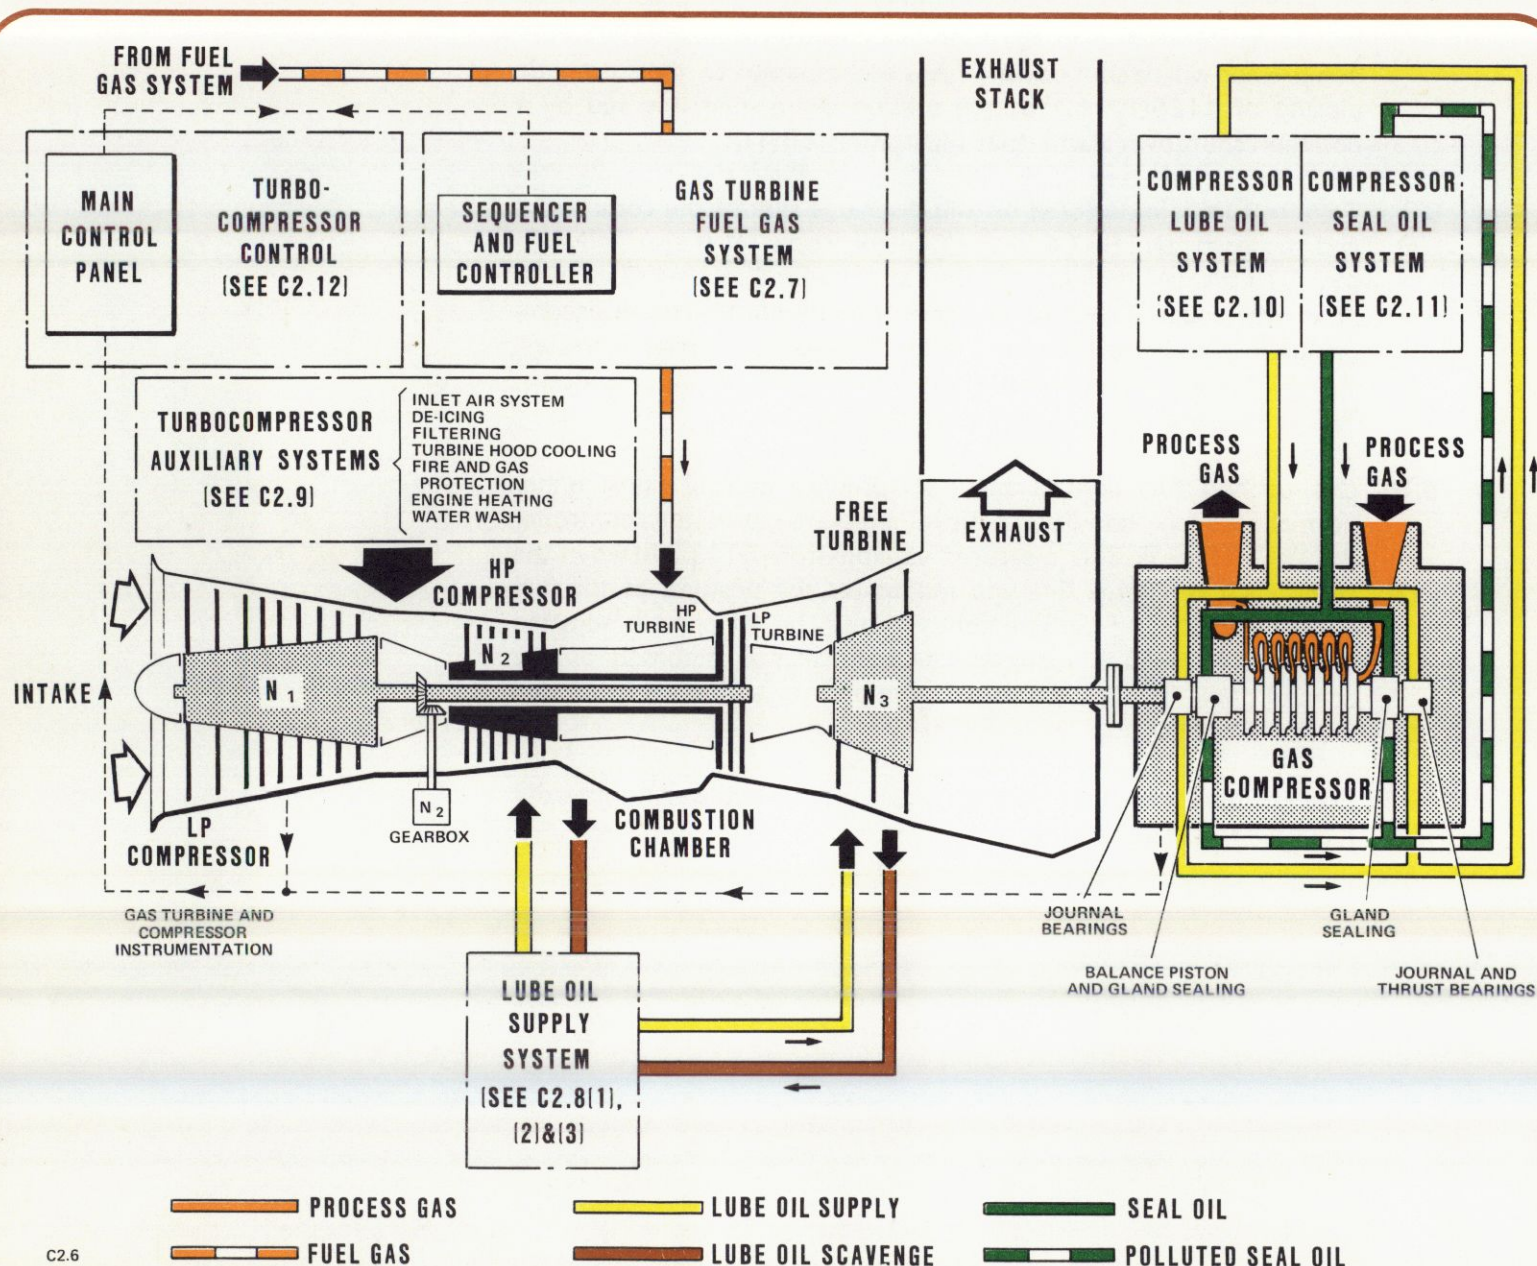 FROM FUEL
GAS SYSTEM
MAIN
CONTROL
PANEL
TURBO-
COMPRESSOR
CONTROL
(SEE C2.12)
SEQUENCER
AND FUEL
CONTROLLER
GAS TURBINE
FUEL GAS
SYSTEM
(SEE C2.7)
EXHAUST
STACK
COMPRESSOR
LUBE OIL
SYSTEM
(SEE C2.10)
COMPRESSOR
SEAL OIL
SYSTEM
(SEE C2.11)
TURBOCOMPRESSOR
AUXILIARY SYSTEMS
(SEE C2.9)
INLET AIR SYSTEM
DE-ICING
FILTERING
TURBINE HOOD COOLING
FIRE AND GAS
PROTECTION
ENGINE HEATING
WATER WASH
PROCESS
GAS
PROCESS
GAS
FREE
TURBINE
EXHAUST
HP
COMPRESSOR
HP
TURBINE
LP
TURBINE
INTAKE
N1
N2
N3
N2
GEARBOX
LP
COMPRESSOR
COMBUSTION
CHAMBER
GAS
COMPRESSOR
GAS TURBINE AND
COMPRESSOR
INSTRUMENTATION
JOURNAL
BEARINGS
GLAND
SEALING
BALANCE PISTON
AND GLAND SEALING
JOURNAL AND
THRUST BEARINGS
LUBE OIL
SUPPLY
SYSTEM
(SEE C2.8(1),
(2)&(3)
PROCESS GAS
LUBE OIL SUPPLY
SEAL OIL
FUEL GAS
LUBE OIL SCAVENGE
POLLUTED SEAL OIL
C2.6